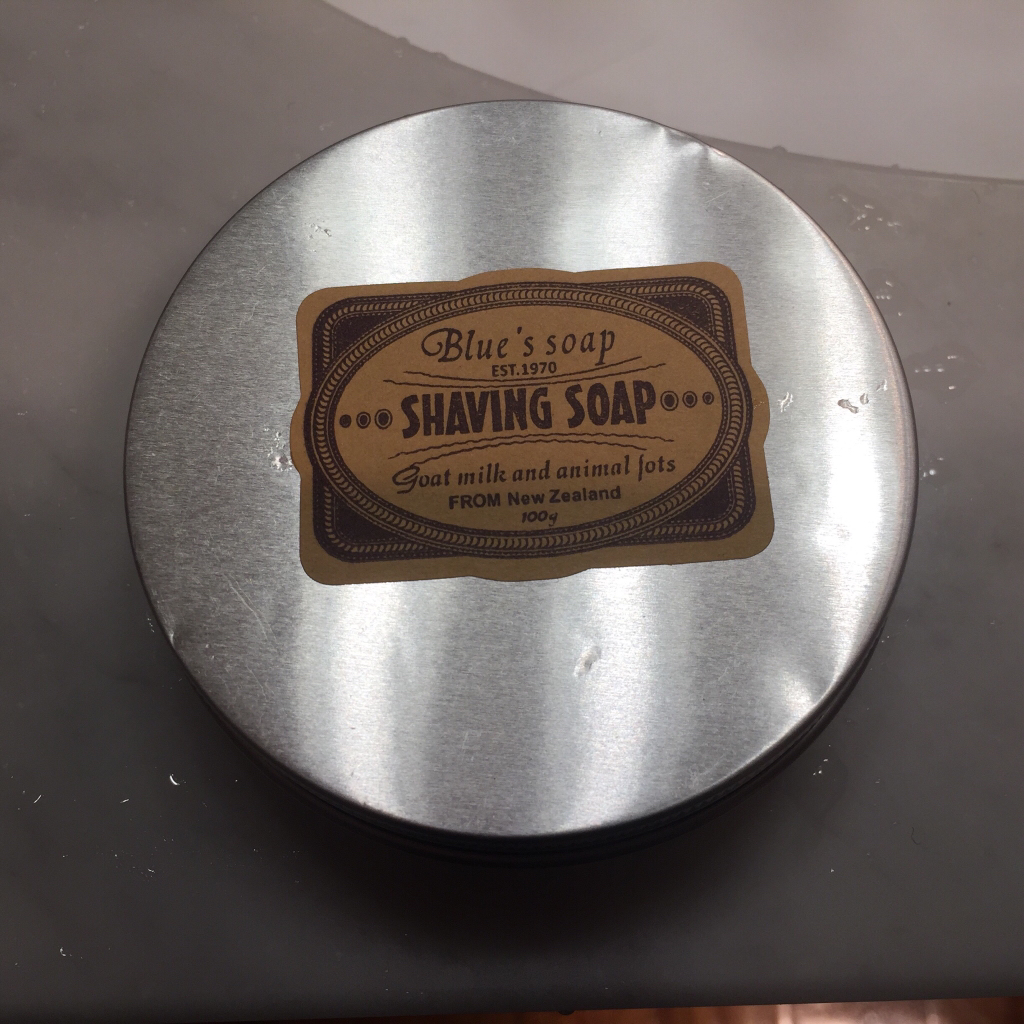 Blue's soap
EST.1970
SHAVING SOAP
Goat milk and animal fots
FROM New Zealand
100g